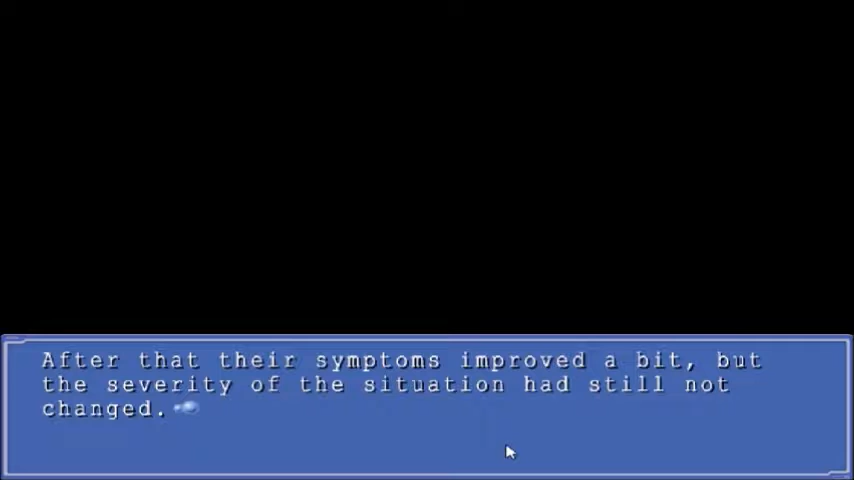 After that their symptoms improved a bit, but
the severity of the situation had still not
changed.